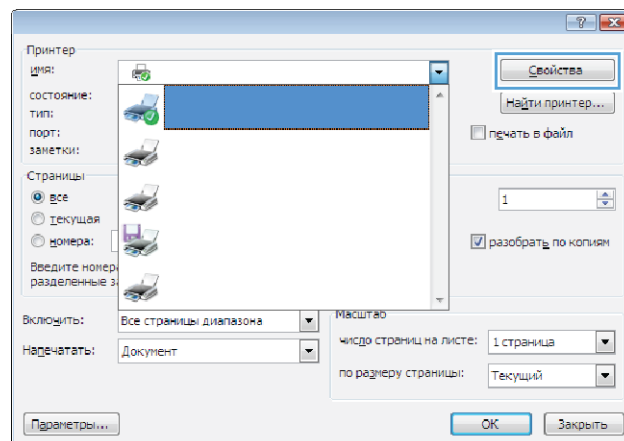 Принтер
имя:
Свойства
состояние:
тип:
порт:
заметки:
Найти принтер...
печать в файл
Страницы
все
текущая
номера:
Введите
разделенные
1
разобрать по копиям
Включить:
Все страницы диапазона
Напечатать:
Документ
Масштаб
число страниц на листе:
1 страница
по размеру страницы:
Текущий
Параметры...
OK
Закрыть